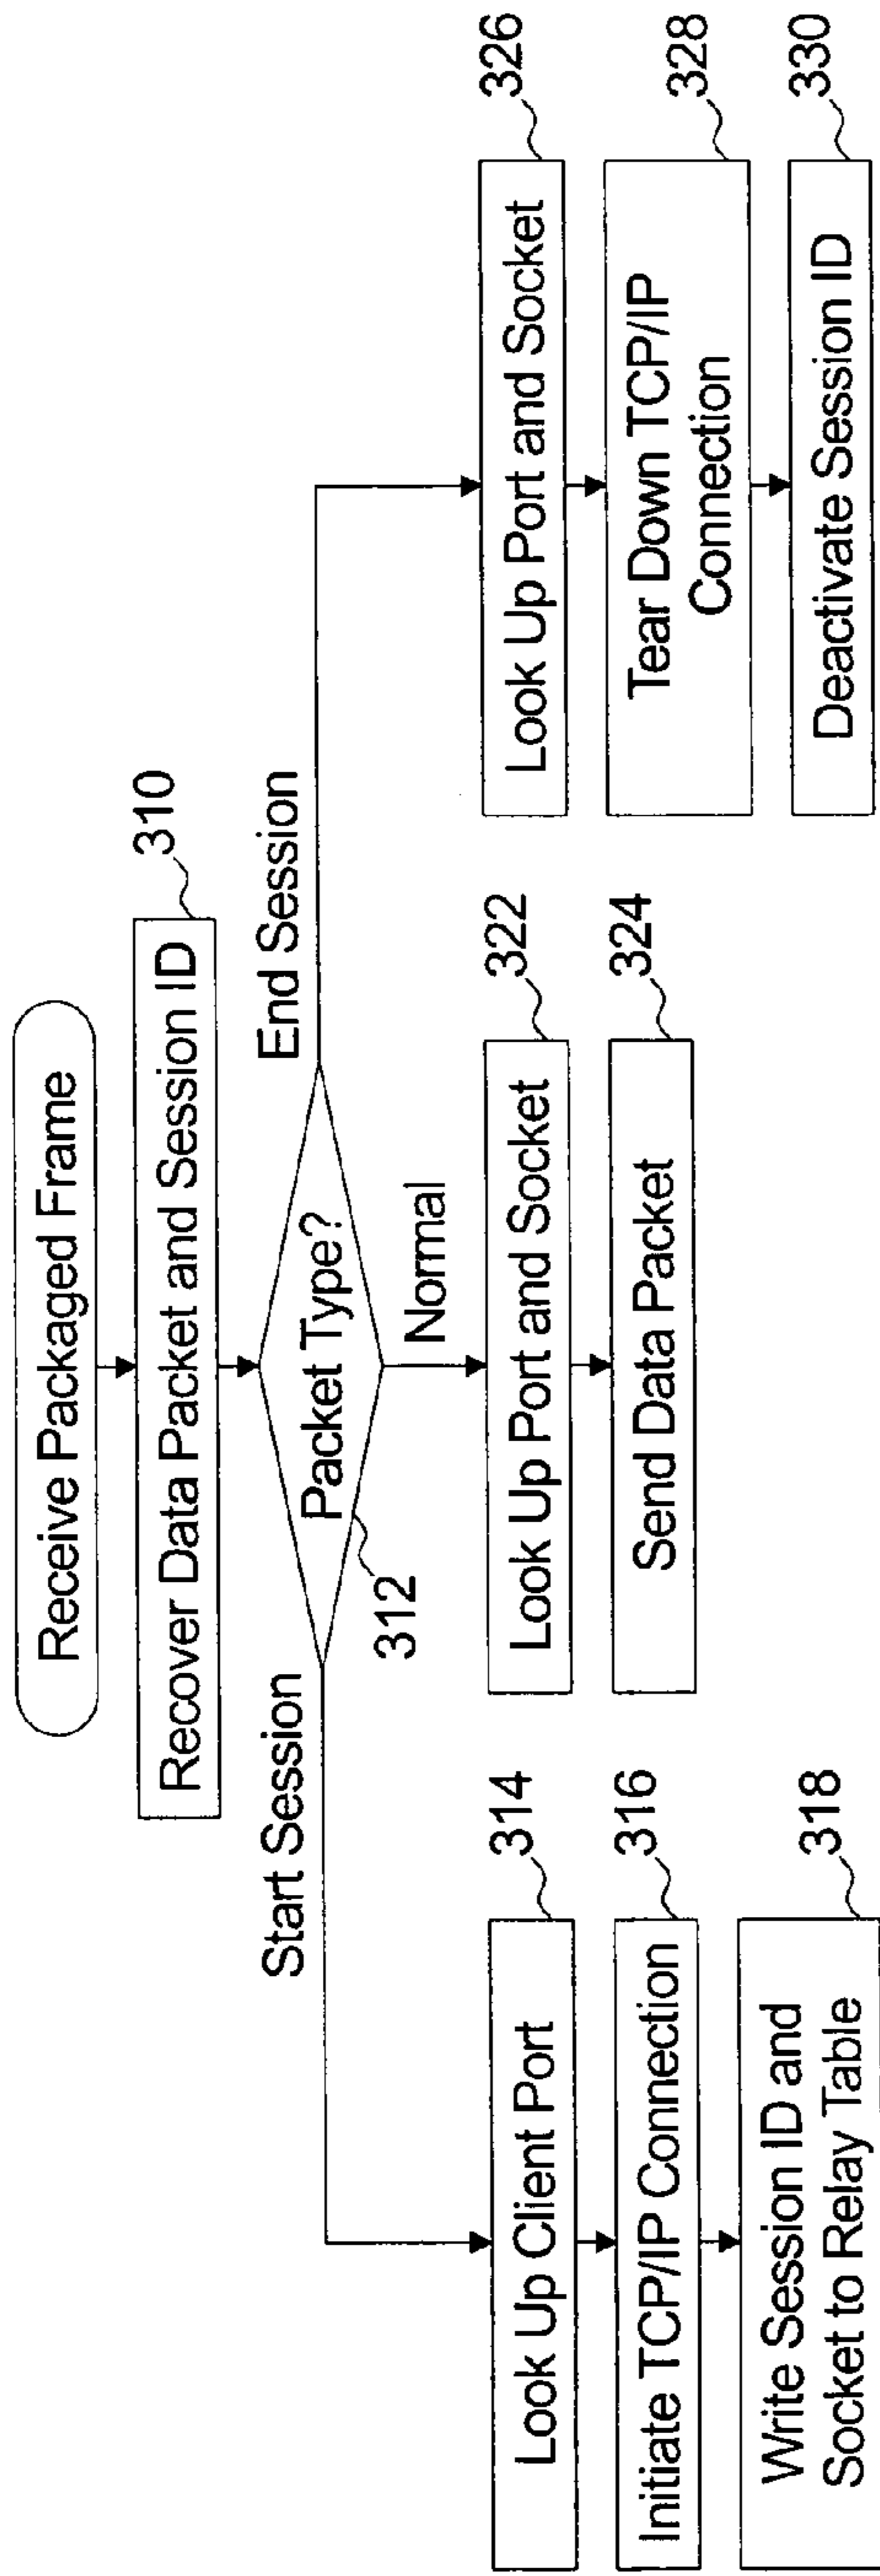 Receive Packaged Frame
Recover Data Packet and Session ID
310
Packet Type?
312
Start Session
Normal
End Session
Look Up Client Port
314
Initiate TCP/IP Connection
316
Write Session ID and
Socket to Relay Table
318
Look Up Port and Socket
322
Send Data Packet
324
Look Up Port and Socket
326
Tear Down TCP/IP
Connection
328
Deactivate Session ID
330